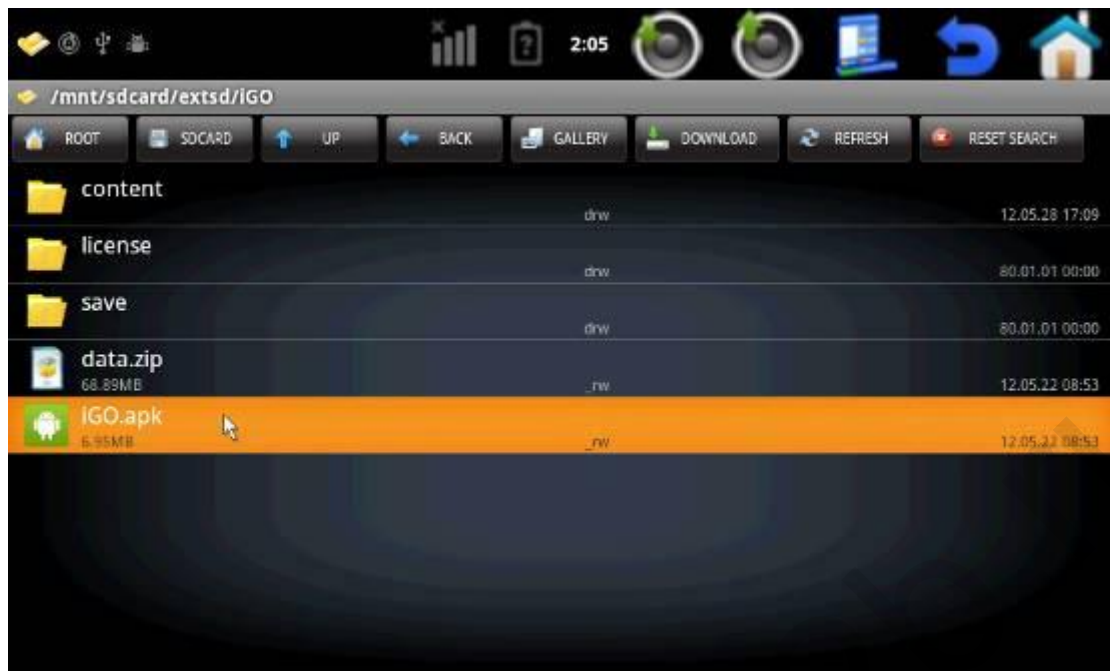 2:05
/mnt/sdcard/extsd/iGO
ROOT SDCARD UP BACK GALLERY DOWNLOAD REFRESH RESET SEARCH
content
drw 12.05.28 17:09
license
drw 80.01.01 00:00
save
drw 80.01.01 00:00
data.zip
68.89MB _rw 12.05.22 08:53
iGO.apk
6.95MB _rw 12.05.22 08:53